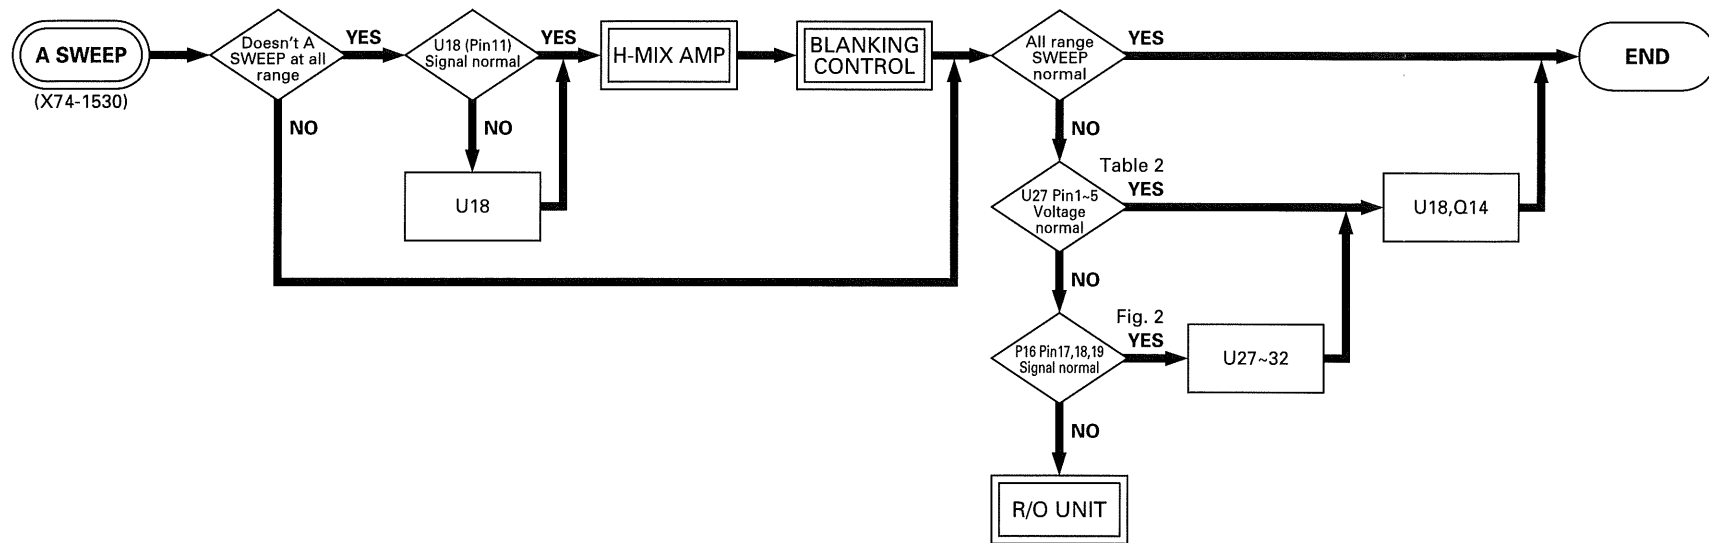 A SWEEP
(X74-1530)
Doesn't A
SWEEP at all
range
YES
NO
U18 (Pin11)
Signal normal
YES
NO
U18
H-MIX AMP
BLANKING
CONTROL
All range
SWEEP
normal
YES
NO
END
Table 2
YES
U27 Pin1~5
Voltage
normal
NO
U18,Q14
Fig. 2
YES
P16 Pin17,18,19
Signal normal
NO
U27~32
R/O UNIT